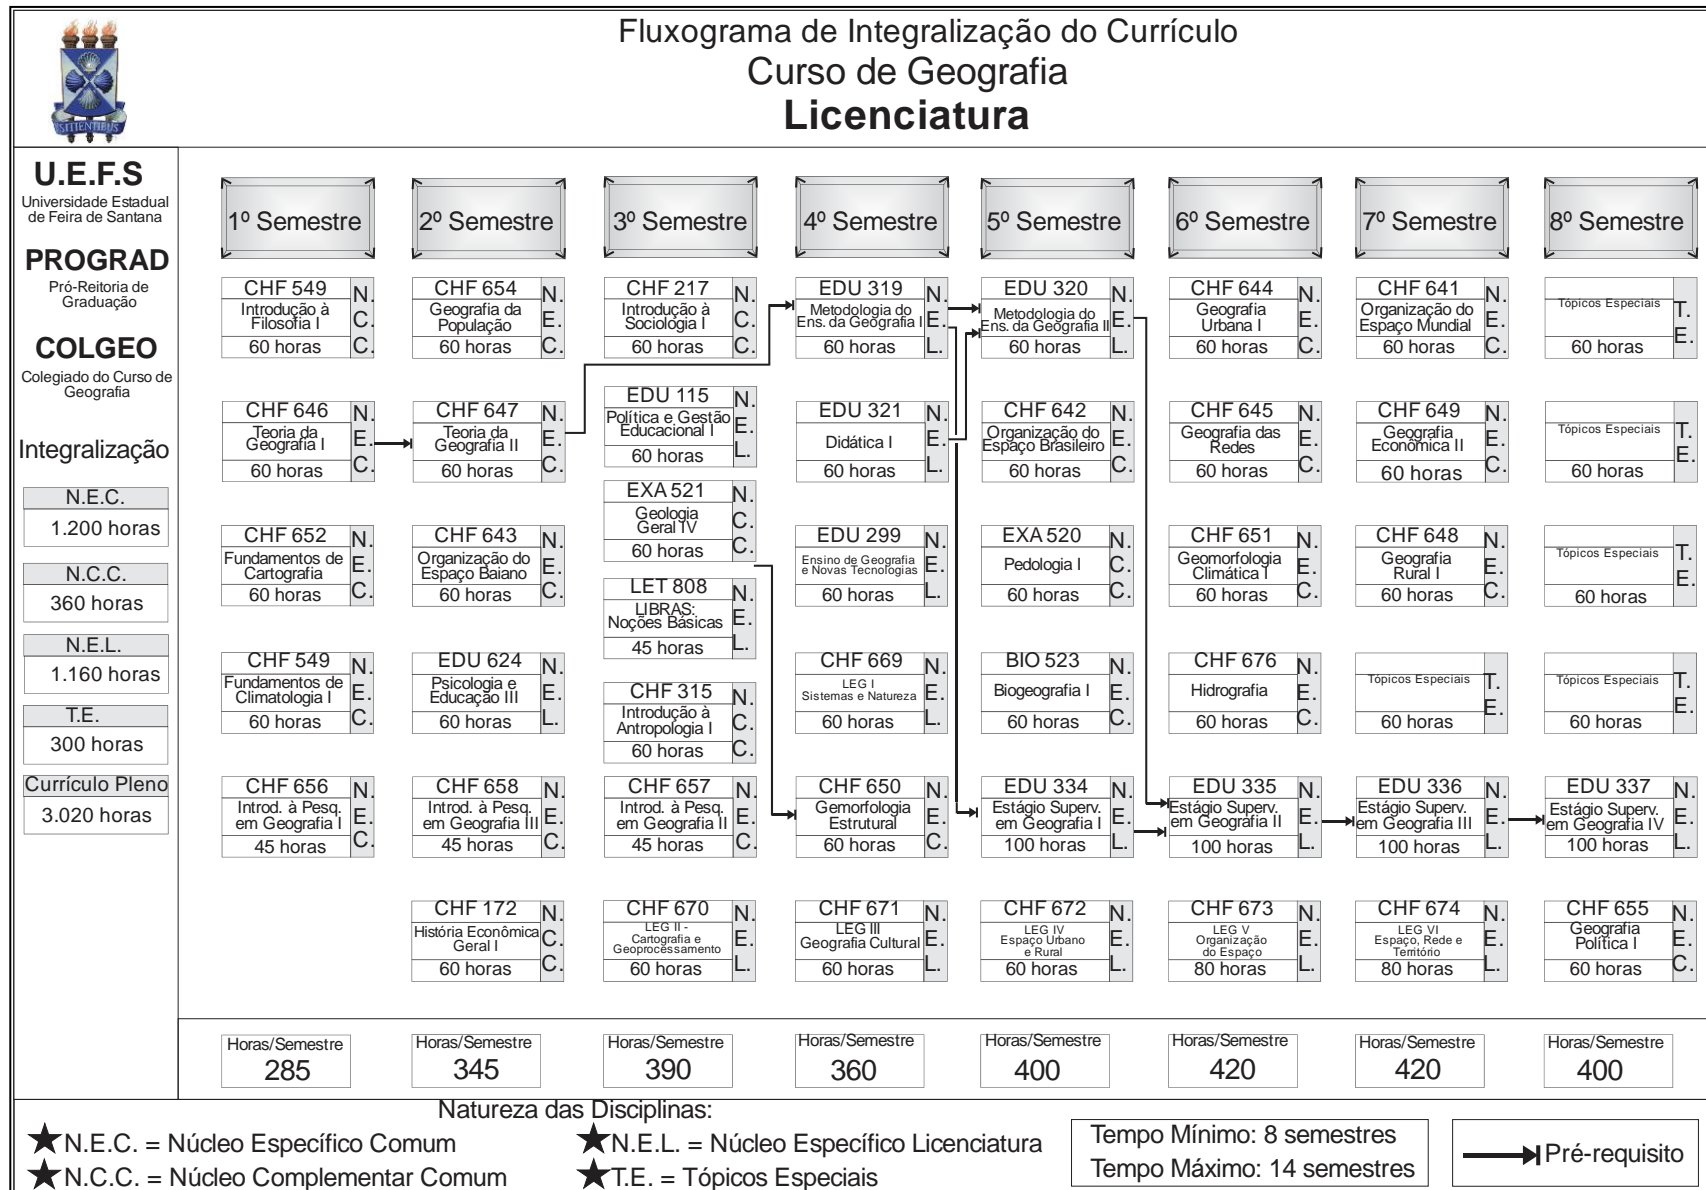 Fluxograma de Integralização do Currículo
Curso de Geografia
Licenciatura
SITIENTIBUS
U.E.F.S
Universidade Estadual
de Feira de Santana
PROGRAD
Pró-Reitoria de
Graduação
COLGEO
Colegiado do Curso de
Geografia
Integralização
N.E.C.
1.200 horas
N.C.C.
360 horas
N.E.L.
1.160 horas
T.E.
300 horas
Currículo Pleno
3.020 horas
1º Semestre
CHF 549
Introdução à
Filosofia I
60 horas
N.C.C.
CHF 646
Teoria da
Geografia I
60 horas
N.E.C.
CHF 652
Fundamentos de
Cartografia
60 horas
N.E.C.
CHF 549
Fundamentos de
Climatologia I
60 horas
N.E.C.
CHF 656
Introd. à Pesq.
em Geografia I
45 horas
N.E.C.
2º Semestre
CHF 654
Geografia da
População
60 horas
N.E.C.
CHF 647
Teoria da
Geografia II
60 horas
N.E.C.
CHF 643
Organização do
Espaço Baiano
60 horas
N.E.C.
EDU 624
Psicologia e
Educação III
60 horas
N.E.L.
CHF 658
Introd. à Pesq.
em Geografia III
45 horas
N.E.C.
CHF 172
História Econômica
Geral I
60 horas
N.C.C.
3º Semestre
CHF 217
Introdução à
Sociologia I
60 horas
N.C.C.
EDU 115
Política e Gestão
Educacional I
60 horas
N.E.L.
EXA 521
Geologia
Geral IV
60 horas
N.C.C.
LET 808
LIBRAS:
Noções Básicas
45 horas
N.E.L.
CHF 315
Introdução à
Antropologia I
60 horas
N.C.C.
CHF 657
Introd. à Pesq.
em Geografia II
45 horas
N.E.C.
CHF 670
LEG II -
Cartografia e
Geoprocessamento
60 horas
N.E.L.
4º Semestre
EDU 319
Metodologia do
Ens. da Geografia I
60 horas
N.E.L.
EDU 321
Didática I
60 horas
N.E.L.
EDU 299
Ensino de Geografia
e Novas Tecnologias
60 horas
N.E.L.
CHF 669
LEG I
Sistemas e Natureza
60 horas
N.E.L.
CHF 650
Gemorfologia
Estrutural
60 horas
N.E.C.
CHF 671
LEG III
Geografia Cultural
60 horas
N.E.L.
5º Semestre
EDU 320
Metodologia do
Ens. da Geografia II
60 horas
N.E.L.
CHF 642
Organização do
Espaço Brasileiro
60 horas
N.E.C.
EXA 520
Pedologia I
60 horas
N.C.C.
BIO 523
Biogeografia I
60 horas
N.C.C.
EDU 334
Estágio Superv.
em Geografia I
100 horas
N.E.L.
CHF 672
LEG IV
Espaço Urbano
e Rural
60 horas
N.E.L.
6º Semestre
CHF 644
Geografia
Urbana I
60 horas
N.E.C.
CHF 645
Geografia das
Redes
60 horas
N.E.C.
CHF 651
Geomorfologia
Climática I
60 horas
N.E.C.
CHF 676
Hidrografia
60 horas
N.E.C.
EDU 335
Estágio Superv.
em Geografia II
100 horas
N.E.L.
CHF 673
LEG V
Organização
do Espaço
80 horas
N.E.L.
7º Semestre
CHF 641
Organização do
Espaço Mundial
60 horas
N.E.C.
CHF 649
Geografia
Econômica II
60 horas
N.E.C.
CHF 648
Geografia
Rural I
60 horas
N.E.C.
Tópicos Especiais
60 horas
T.E.
EDU 336
Estágio Superv.
em Geografia III
100 horas
N.E.L.
CHF 674
LEG VI
Espaço, Rede e
Território
80 horas
N.E.L.
8º Semestre
Tópicos Especiais
60 horas
T.E.
Tópicos Especiais
60 horas
T.E.
Tópicos Especiais
60 horas
T.E.
Tópicos Especiais
60 horas
T.E.
EDU 337
Estágio Superv.
em Geografia IV
100 horas
N.E.L.
CHF 655
Geografia
Política I
60 horas
N.E.C.
Horas/Semestre
285
Horas/Semestre
345
Horas/Semestre
390
Horas/Semestre
360
Horas/Semestre
400
Horas/Semestre
420
Horas/Semestre
420
Horas/Semestre
400
Natureza das Disciplinas:
N.E.C. = Núcleo Específico Comum
N.C.C. = Núcleo Complementar Comum
N.E.L. = Núcleo Específico Licenciatura
T.E. = Tópicos Especiais
Tempo Mínimo: 8 semestres
Tempo Máximo: 14 semestres
Pré-requisito